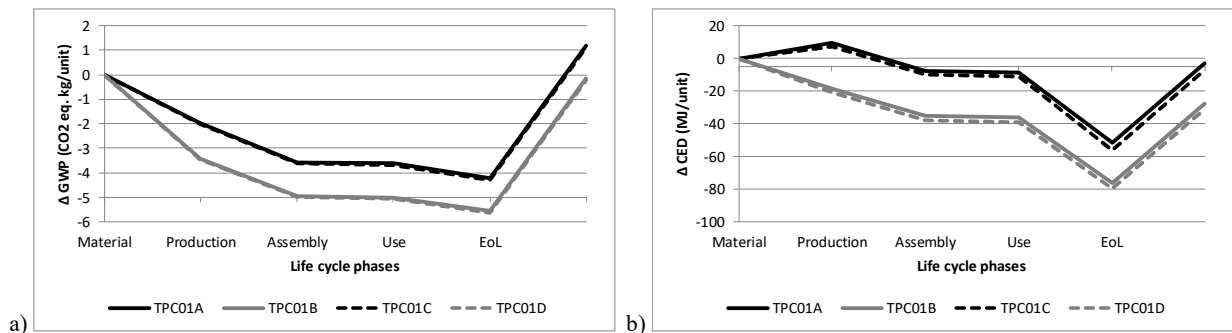 a)
Δ GWP (CO2 eq. kg/unit)
2
1
0
-1
-2
-3
-4
-5
-6
Material Production Assembly Use EoL
Life cycle phases
TPC01A TPC01B TPC01C TPC01D
b)
Δ CED (MJ/unit)
20
0
-20
-40
-60
-80
-100
Material Production Assembly Use EoL
Life cycle phases
TPC01A TPC01B TPC01C TPC01D